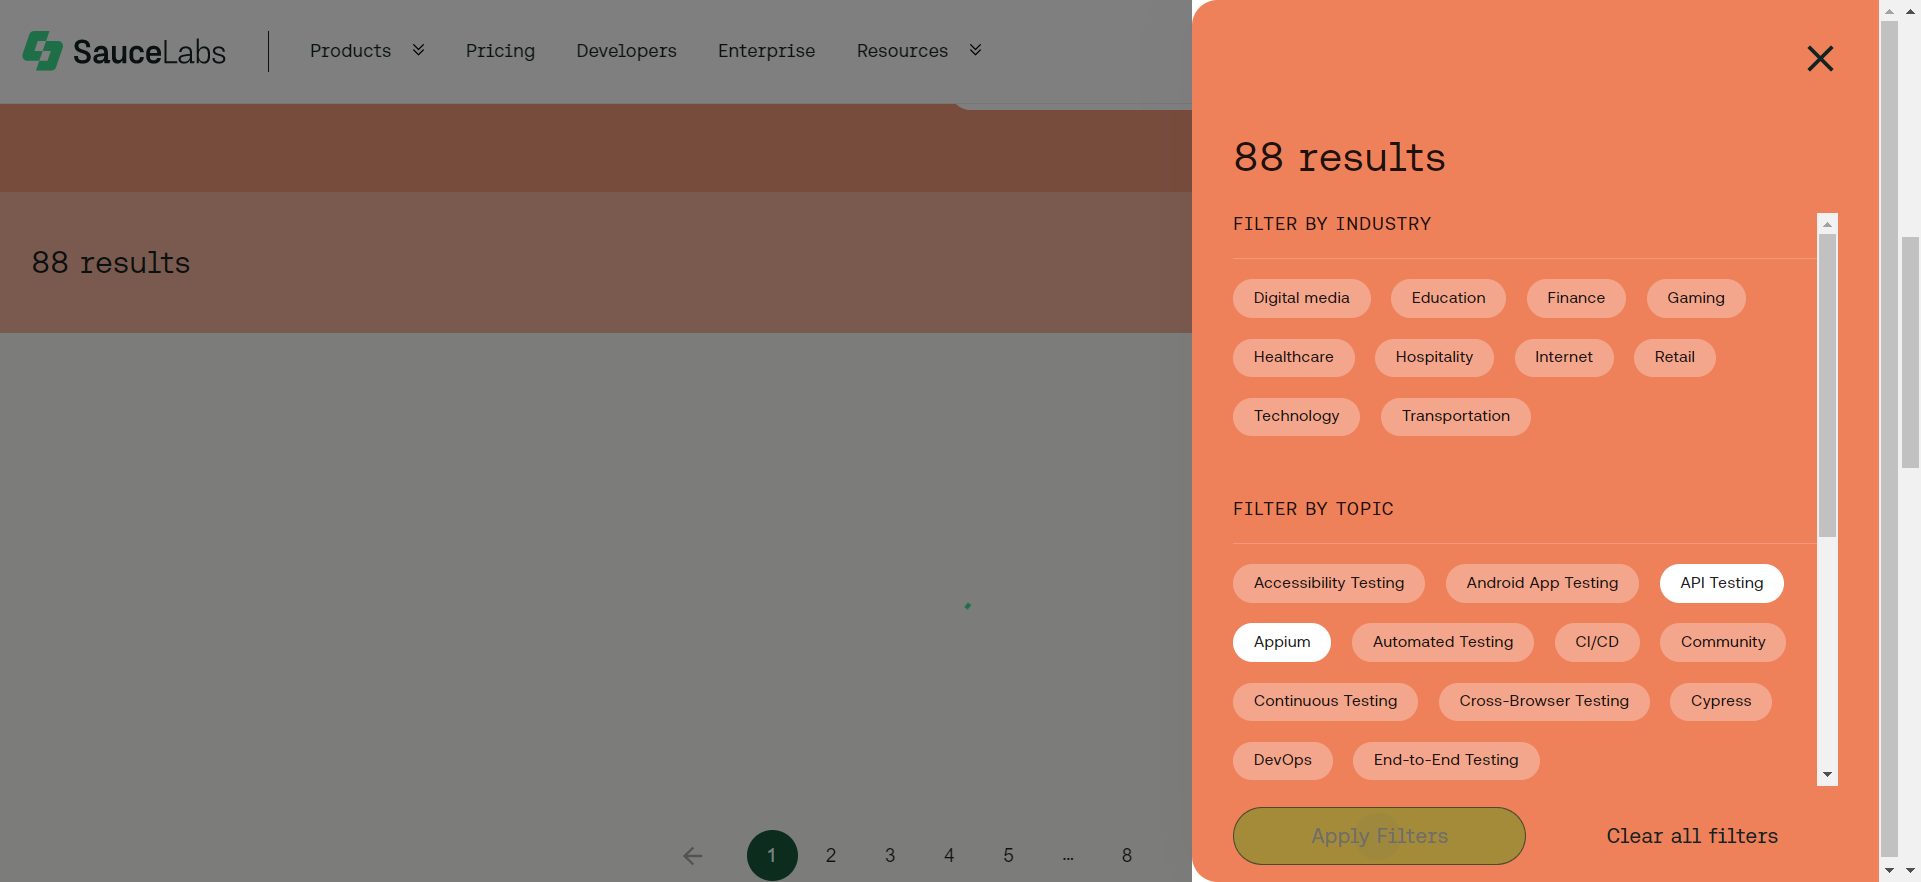 SauceLabs
Products
Pricing
Developers
Enterprise
Resources
88 results
1
2
3
4
5
...
8
88 results
FILTER BY INDUSTRY
Digital media
Education
Finance
Gaming
Healthcare
Hospitality
Internet
Retail
Technology
Transportation
FILTER BY TOPIC
Accessibility Testing
Android App Testing
API Testing
Appium
Automated Testing
CI/CD
Community
Continuous Testing
Cross-Browser Testing
Cypress
DevOps
End-to-End Testing
Apply Filters
Clear all filters